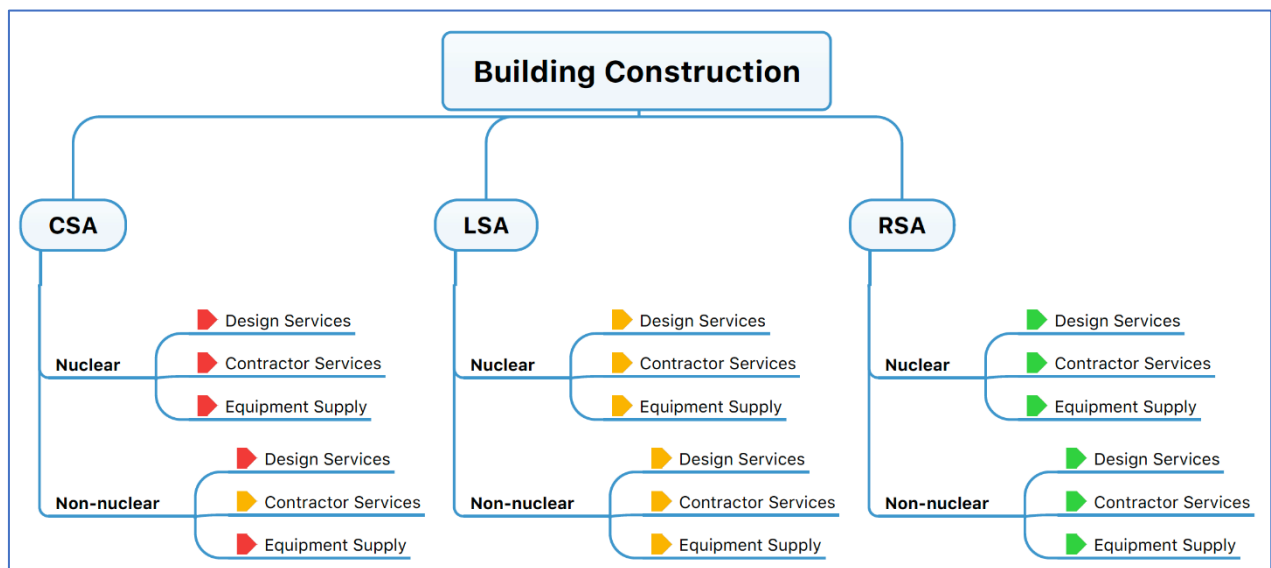 Building Construction
CSA
LSA
RSA
Nuclear
Design Services
Contractor Services
Equipment Supply
Non-nuclear
Design Services
Contractor Services
Equipment Supply
Nuclear
Design Services
Contractor Services
Equipment Supply
Non-nuclear
Design Services
Contractor Services
Equipment Supply
Nuclear
Design Services
Contractor Services
Equipment Supply
Non-nuclear
Design Services
Contractor Services
Equipment Supply